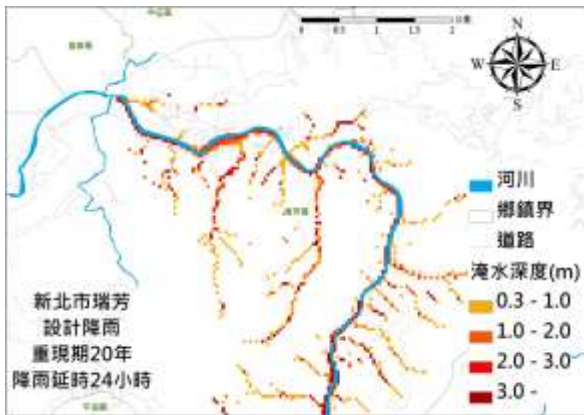 0 0.5 1 2
N
W E
S
河川
鄉鎮界
道路
淹水深度(m)
0.3 - 1.0
1.0 - 2.0
2.0 - 3.0
3.0 -
新北市瑞芳
設計降雨
重現期20年
降雨延時24小時